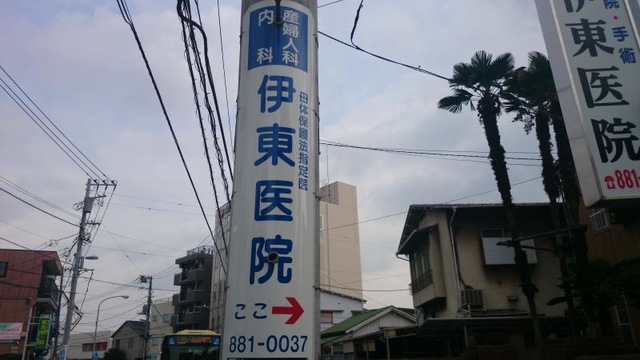 産婦人科
内科
母体保護法指定医
伊東医院
ここ→
881-0037
院・手術
伊東医院
☎881